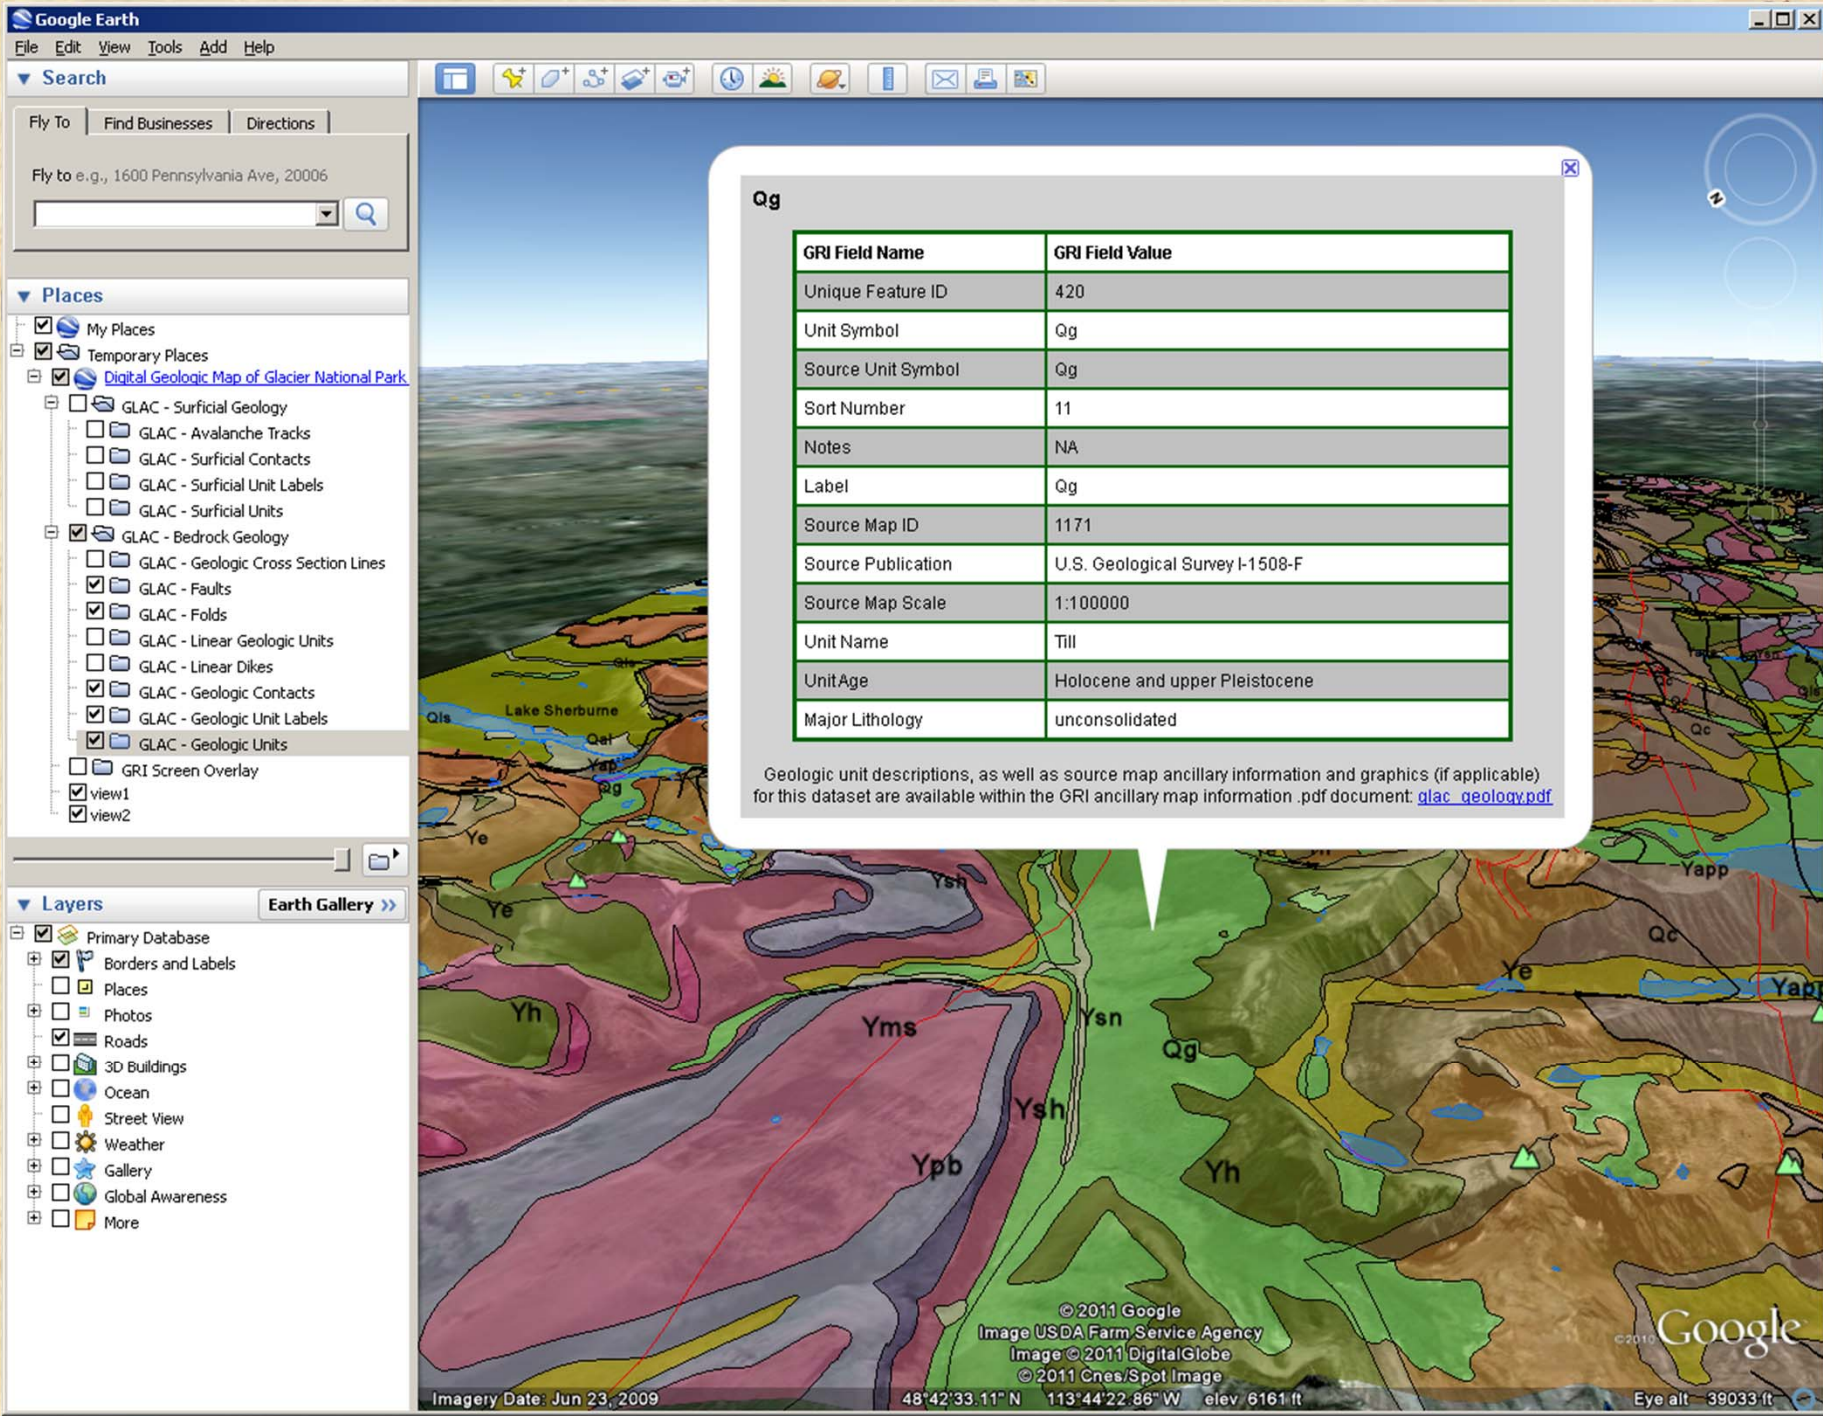 Google Earth
File Edit View Tools Add Help
Search
Fly To Find Businesses Directions
Fly to e.g., 1600 Pennsylvania Ave, 20006
Places
My Places
Temporary Places
Digital Geologic Map of Glacier National Park
GLAC - Surficial Geology
GLAC - Avalanche Tracks
GLAC - Surficial Contacts
GLAC - Surficial Unit Labels
GLAC - Surficial Units
GLAC - Bedrock Geology
GLAC - Geologic Cross Section Lines
GLAC - Faults
GLAC - Folds
GLAC - Linear Geologic Units
GLAC - Linear Dikes
GLAC - Geologic Contacts
GLAC - Geologic Unit Labels
GLAC - Geologic Units
GRI Screen Overlay
view1
view2
Layers
Earth Gallery >>
Primary Database
Borders and Labels
Places
Photos
Roads
3D Buildings
Ocean
Street View
Weather
Gallery
Global Awareness
More
N
Qg
GRI Field Name GRI Field Value
Unique Feature ID 420
Unit Symbol Qg
Source Unit Symbol Qg
Sort Number 11
Notes NA
Label Qg
Source Map ID 1171
Source Publication U.S. Geological Survey I-1508-F
Source Map Scale 1:100000
Unit Name Till
Unit Age Holocene and upper Pleistocene
Major Lithology unconsolidated
Geologic unit descriptions, as well as source map ancillary information and graphics (if applicable)
for this dataset are available within the GRI ancillary map information .pdf document: glac_geology.pdf
Qls
Qls
Lake Sherburne
Qal
Yap
Qg
Ye
Ye
Ysh
Yh
Yms
Ysn
Qg
Ysh
Ypb
Yh
Qc
Qc
Qc
Qls
Yapp
Qc
Ye
Yapp
© 2011 Google
Image USDA Farm Service Agency
Image © 2011 DigitalGlobe
© 2011 Cnes/Spot Image
©2010 Google
Imagery Date: Jun 23, 2009 48°42'33.11" N 113°44'22.86" W elev 6161 ft Eye alt 39033 ft